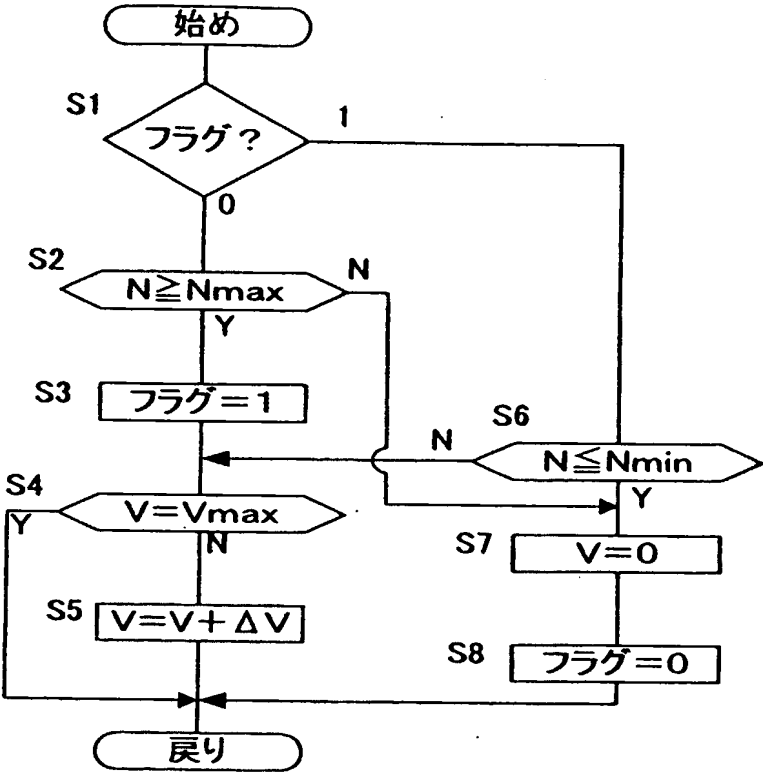 始め
S1
フラグ?
1
0
S2
N≧Nmax
N
Y
S3
フラグ=1
S6
N
N≦Nmin
Y
S4
Y
V=Vmax
N
S7
V=0
S5
V=V+ΔV
S8
フラグ=0
戻り